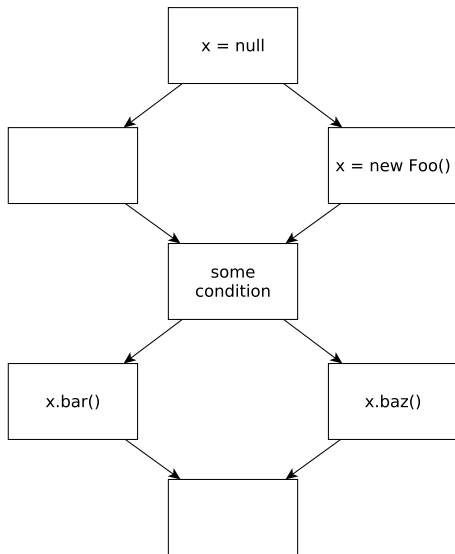 x = null
x = new Foo()
some
condition
x.bar()
x.baz()